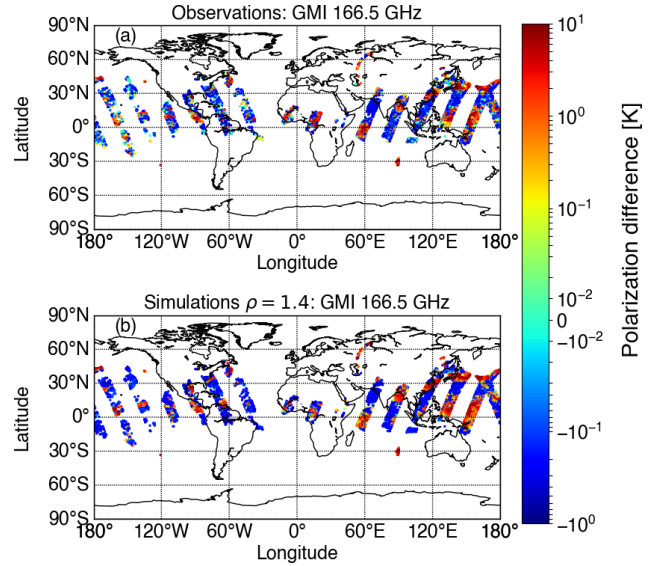 Observations: GMI 166.5 GHz
(a)
90°N
60°N
30°N
0°
30°S
60°S
90°S
Latitude
180° 120°W 60°W 0° 60°E 120°E 180°
Longitude
Simulations ρ = 1.4: GMI 166.5 GHz
(b)
90°N
60°N
30°N
0°
30°S
60°S
90°S
Latitude
180° 120°W 60°W 0° 60°E 120°E 180°
Longitude
10¹
10⁰
10⁻¹
10⁻²
0
−10⁻²
−10⁻¹
−10⁰
Polarization difference [K]